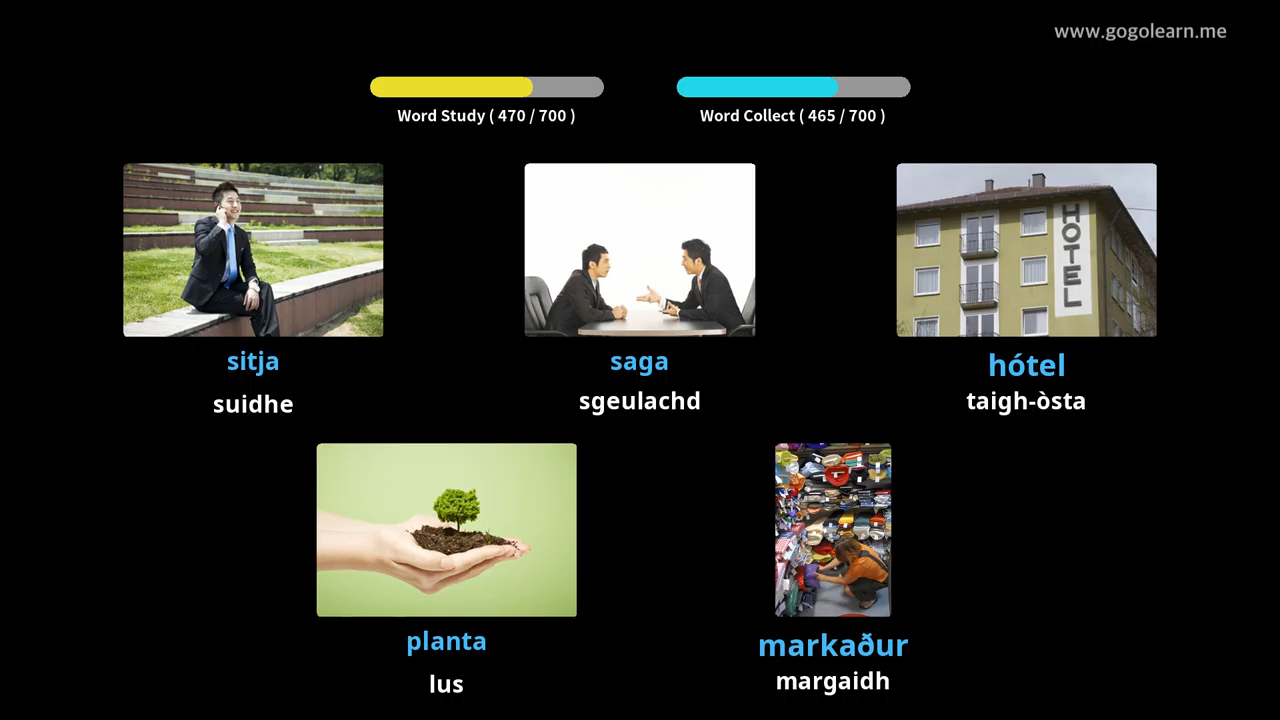 www.gogolearn.me
Word Study ( 470 / 700 )
Word Collect ( 465 / 700 )
HOTEL
sitja
suidhe
saga
sgeulachd
hótel
taigh-òsta
planta
lus
markaður
margaidh